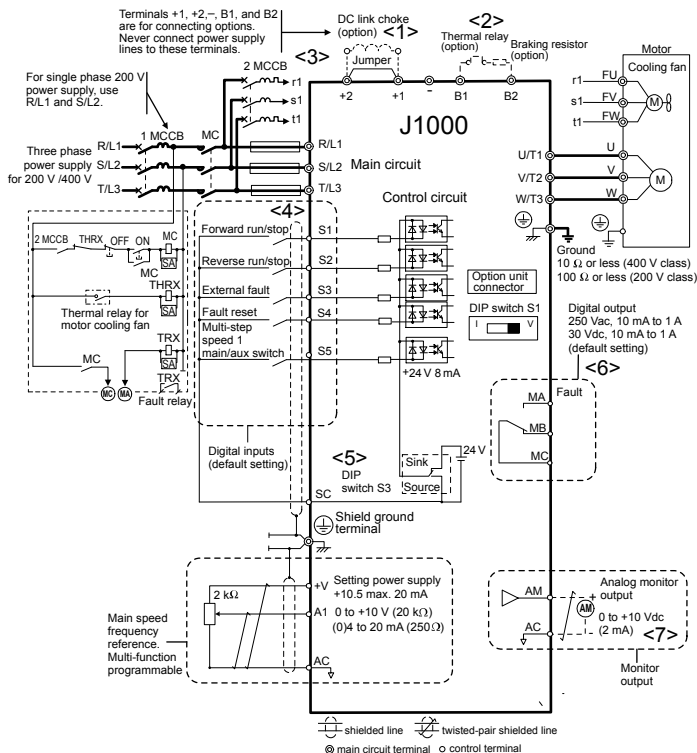 Terminals +1, +2,–, B1, and B2
are for connecting options.
Never connect power supply
lines to these terminals.
DC link choke
(option) <1>
Jumper
+2
+1
–
<2>
Thermal relay
(option)
Braking resistor
(option)
B1
B2
Motor
Cooling fan
r1
FU
s1
FV
t1
FW
M
<3>
2 MCCB
r1
s1
t1
For single phase 200 V
power supply, use
R/L1 and S/L2.
1 MCCB
MC
Three phase
power supply
for 200 V /400 V
R/L1
S/L2
T/L3
R/L1
S/L2
T/L3
J1000
Main circuit
Control circuit
U/T1
V/T2
W/T3
U
V
W
M
Ground
10 Ω or less (400 V class)
100 Ω or less (200 V class)
2 MCCB
THRX
OFF
ON
MC
SA
MC
THRX
SA
Thermal relay for
motor cooling fan
TRX
SA
MC
MC
MA
TRX
Fault relay
<4>
Forward run/stop
S1
Reverse run/stop
S2
External fault
S3
Fault reset
S4
Multi-step
speed 1
main/aux switch
S5
Digital inputs
(default setting)
Option unit
connector
DIP switch S1
I
V
+24 V 8 mA
Digital output
250 Vac, 10 mA to 1 A
30 Vdc, 10 mA to 1 A
(default setting)
<6>
MA
Fault
MB
MC
<5>
DIP
switch S3
Sink
Source
24 V
SC
Shield ground
terminal
Main speed
frequency
reference.
Multi-function
programmable
2 kΩ
+V
Setting power supply
+10.5 max. 20 mA
A1
0 to +10 V (20 kΩ)
(0)4 to 20 mA (250Ω)
AC
AM
AC
+
–
AM
Analog monitor
output
0 to +10 Vdc
(2 mA)
<7>
Monitor
output
shielded line
twisted-pair shielded line
main circuit terminal
control terminal